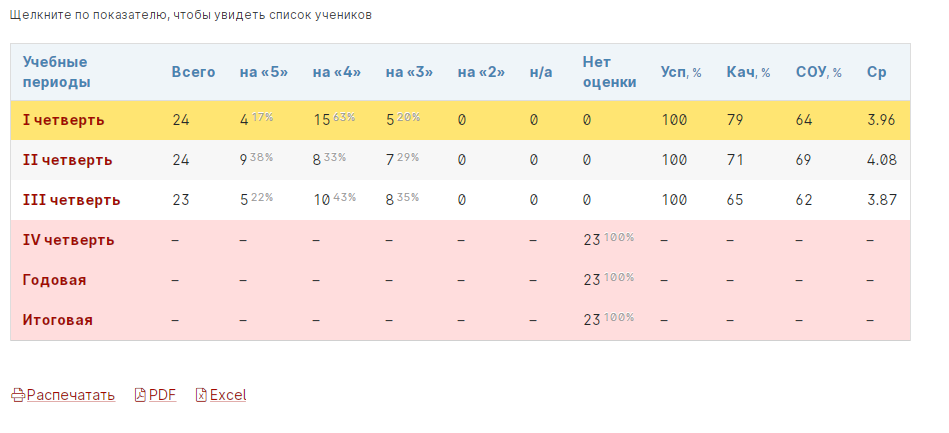 Щелкните по показателю, чтобы увидеть список учеников
Учебные периоды Всего на «5» на «4» на «3» на «2» н/а Нет оценки Усп, % Кач, % СОУ, % Ср
I четверть 24 4 17% 15 63% 5 20% 0 0 0 100 79 64 3.96
II четверть 24 9 38% 8 33% 7 29% 0 0 0 100 71 69 4.08
III четверть 23 5 22% 10 43% 8 35% 0 0 0 100 65 62 3.87
IV четверть – – – – – – 23 100% – – – –
Годовая – – – – – – 23 100% – – – –
Итоговая – – – – – – 23 100% – – – –
Распечатать PDF Excel